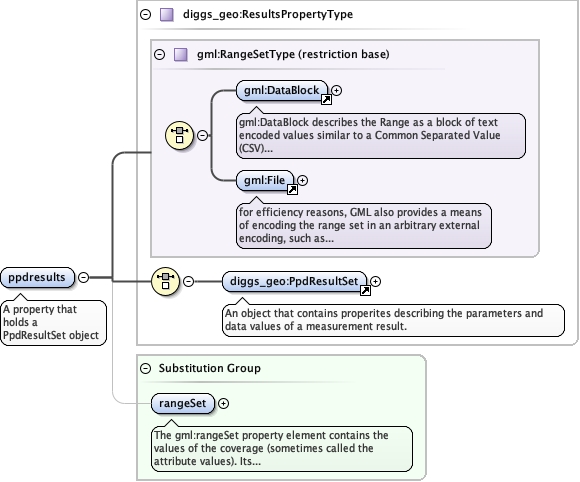 diggs_geo:ResultsPropertyType
gml:RangeSetType (restriction base)
gml:DataBlock
gml:DataBlock describes the Range as a block of text
encoded values similar to a Common Separated Value
(CSV)...
gml:File
for efficiency reasons, GML also provides a means
of encoding the range set in an arbitrary external
encoding, such as...
ppdresults
A property that
holds a
PpdResultSet object
diggs_geo:PpdResultSet
An object that contains properites describing the parameters and
data values of a measurement result.
Substitution Group
rangeSet
The gml:rangeSet property element contains the
values of the coverage (sometimes called the
attribute values). Its...